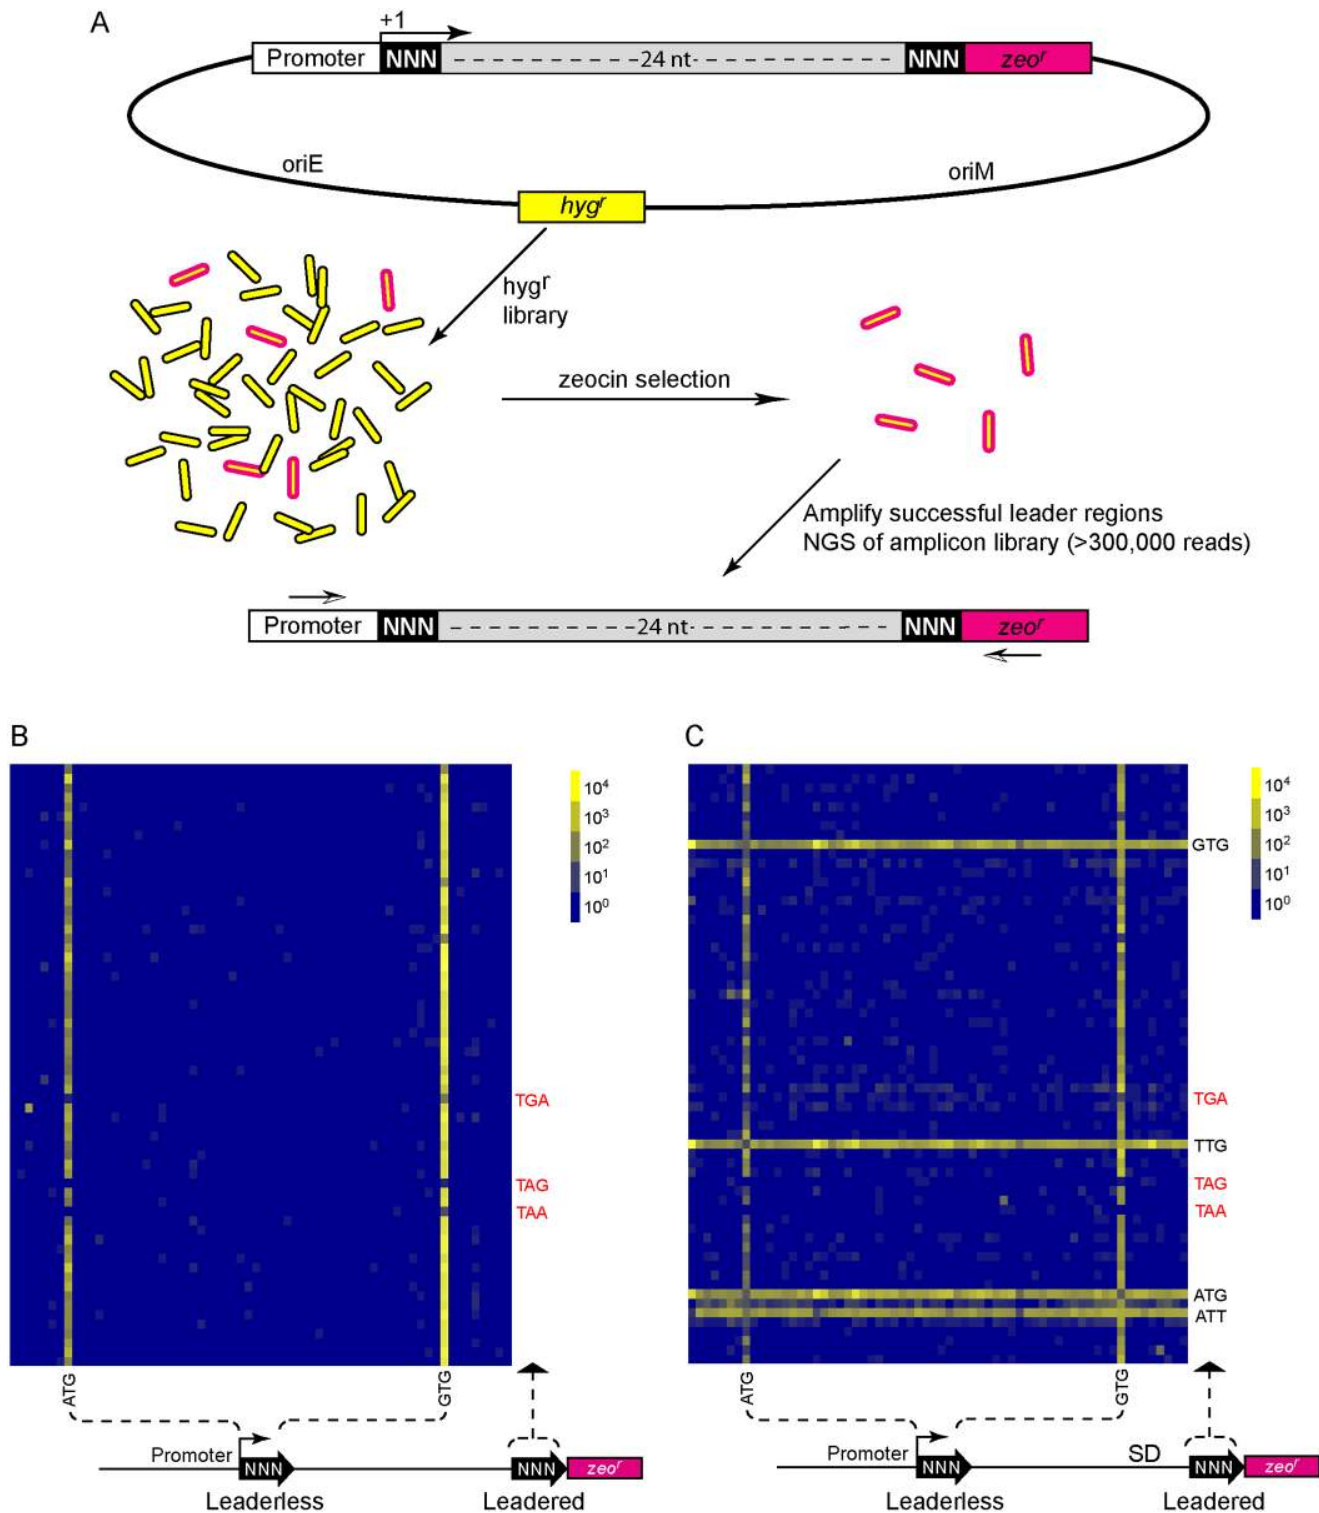 A
+1
Promoter NNN 24 nt NNN zeoʳ
oriE
oriM
hygʳ
hygʳ
library
zeocin selection
Amplify successful leader regions
NGS of amplicon library (>300,000 reads)
Promoter NNN 24 nt NNN zeoʳ
B
10⁴
10³
10²
10¹
10⁰
TGA
TAG
TAA
ATG
GTG
Promoter
NNN
NNN
zeoʳ
Leaderless
Leadered
C
10⁴
10³
10²
10¹
10⁰
GTG
TGA
TTG
TAG
TAA
ATG
ATT
ATG
GTG
Promoter
SD
NNN
NNN
zeoʳ
Leaderless
Leadered